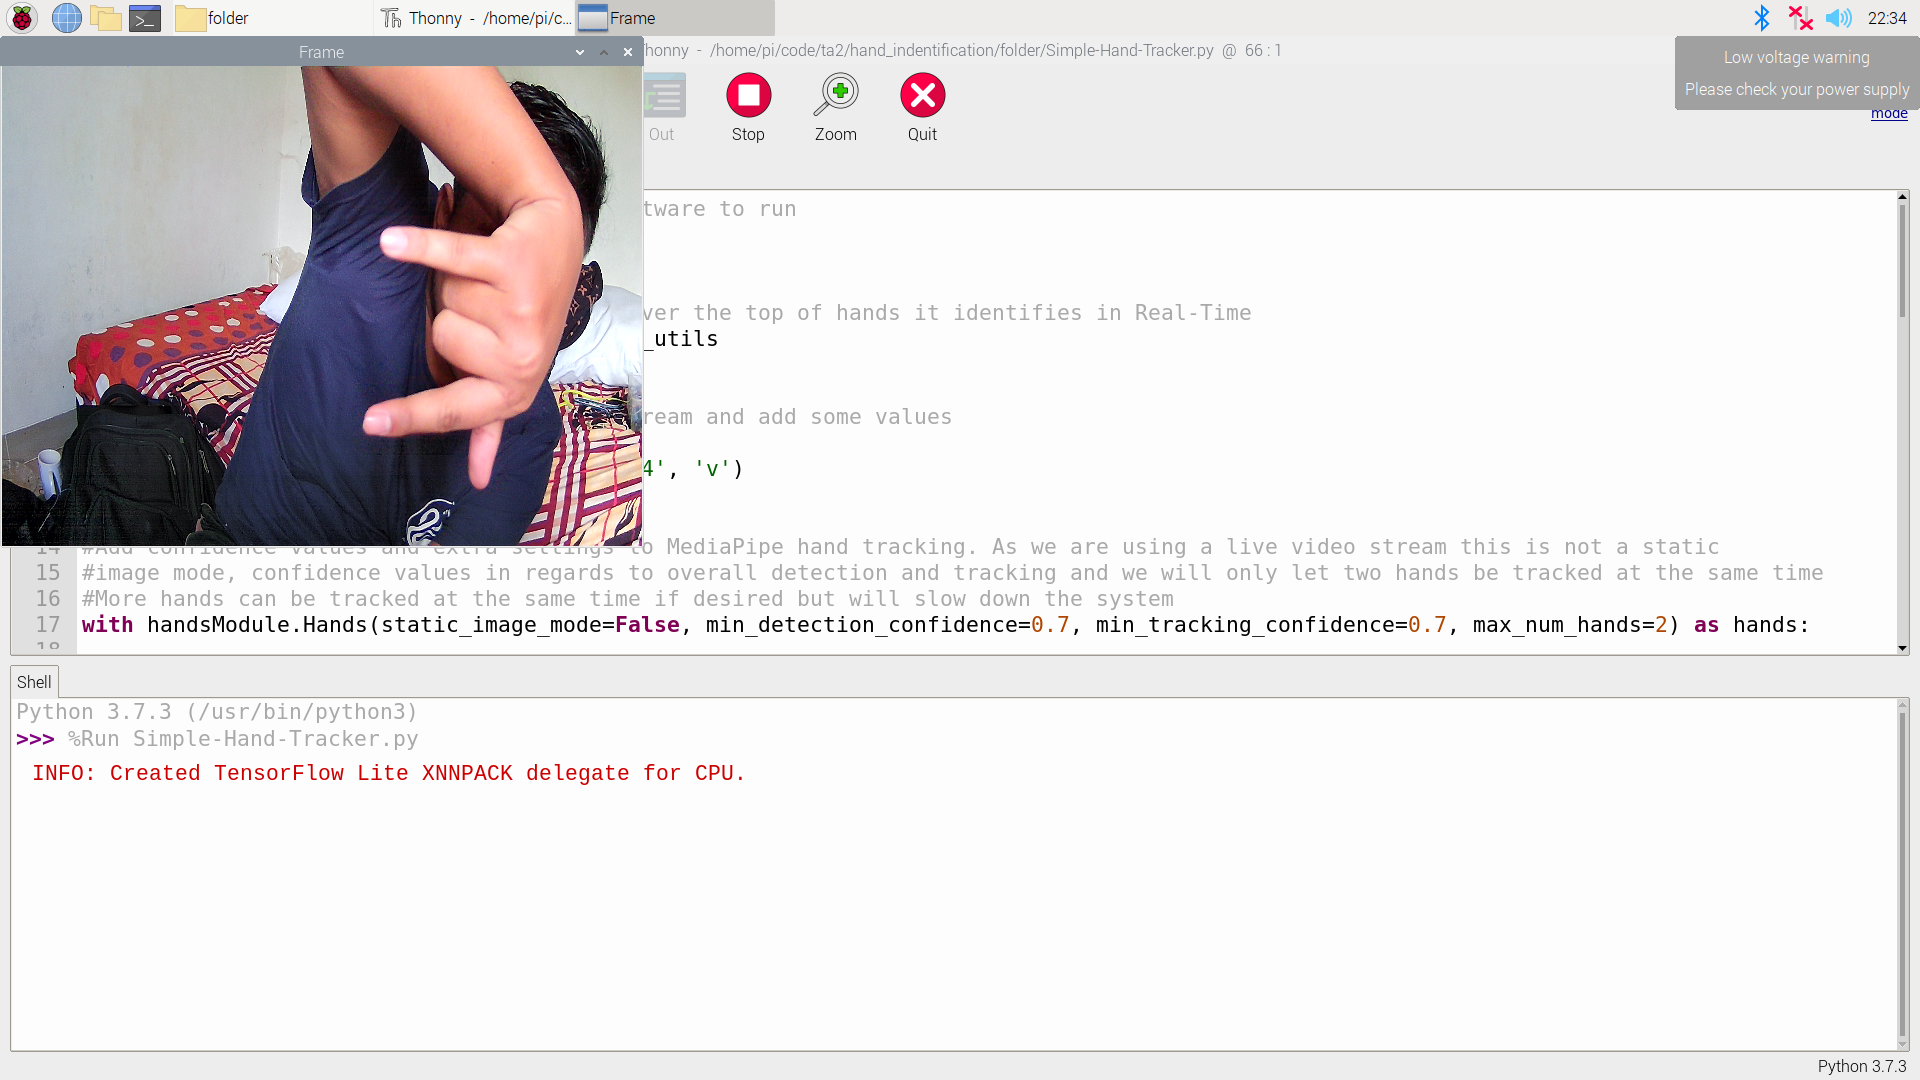 folder
Thonny - /home/pi/c...
Frame
22:34
Frame
honny - /home/pi/code/ta2/hand_indentification/folder/Simple-Hand-Tracker.py @ 66 : 1
Low voltage warning
Please check your power supply
mode
Out
Stop
Zoom
Quit
tware to run
ver the top of hands it identifies in Real-Time
_utils
ream and add some values
4', 'v')
14 #Add confidence values and extra settings to MediaPipe hand tracking. As we are using a live video stream this is not a static
15 #image mode, confidence values in regards to overall detection and tracking and we will only let two hands be tracked at the same time
16 #More hands can be tracked at the same time if desired but will slow down the system
17 with handsModule.Hands(static_image_mode=False, min_detection_confidence=0.7, min_tracking_confidence=0.7, max_num_hands=2) as hands:
18
Shell
Python 3.7.3 (/usr/bin/python3)
>>> %Run Simple-Hand-Tracker.py
INFO: Created TensorFlow Lite XNNPACK delegate for CPU.
Python 3.7.3